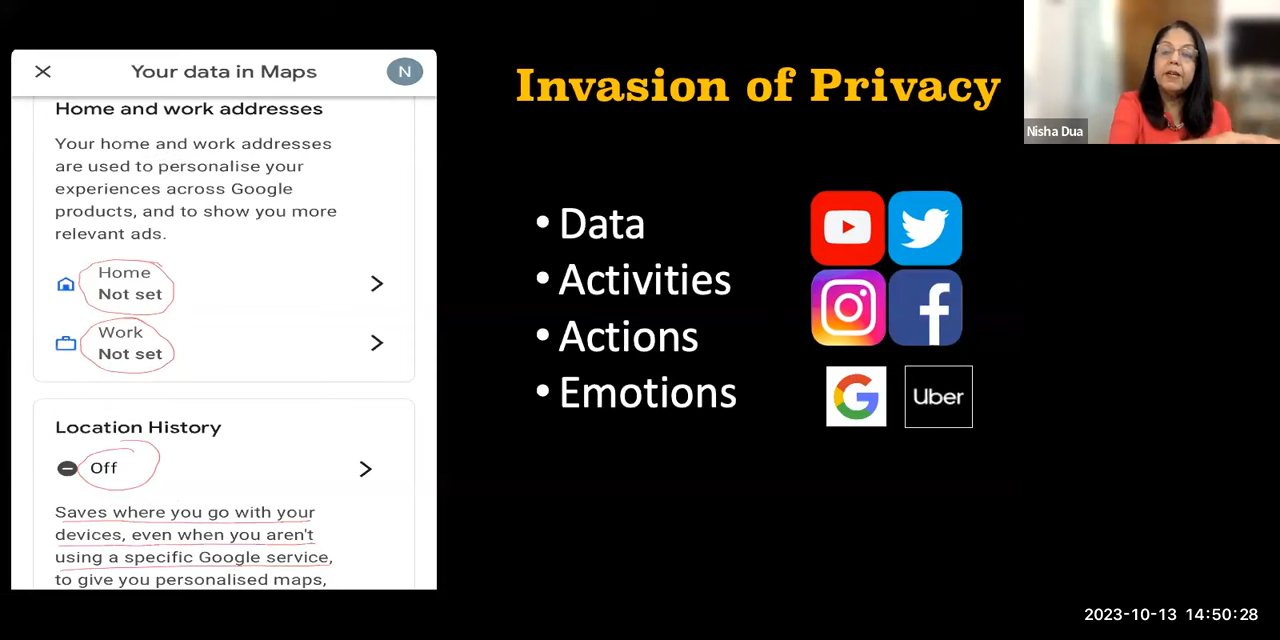 Your data in Maps
N
Home and work addresses
Your home and work addresses
are used to personalise your
experiences across Google
products, and to show you more
relevant ads.
Home
Not set
Work
Not set
Location History
Off
Saves where you go with your
devices, even when you aren't
using a specific Google service,
to give you personalised maps,
Invasion of Privacy
• Data
• Activities
• Actions
• Emotions
Uber
Nisha Dua
2023-10-13 14:50:28